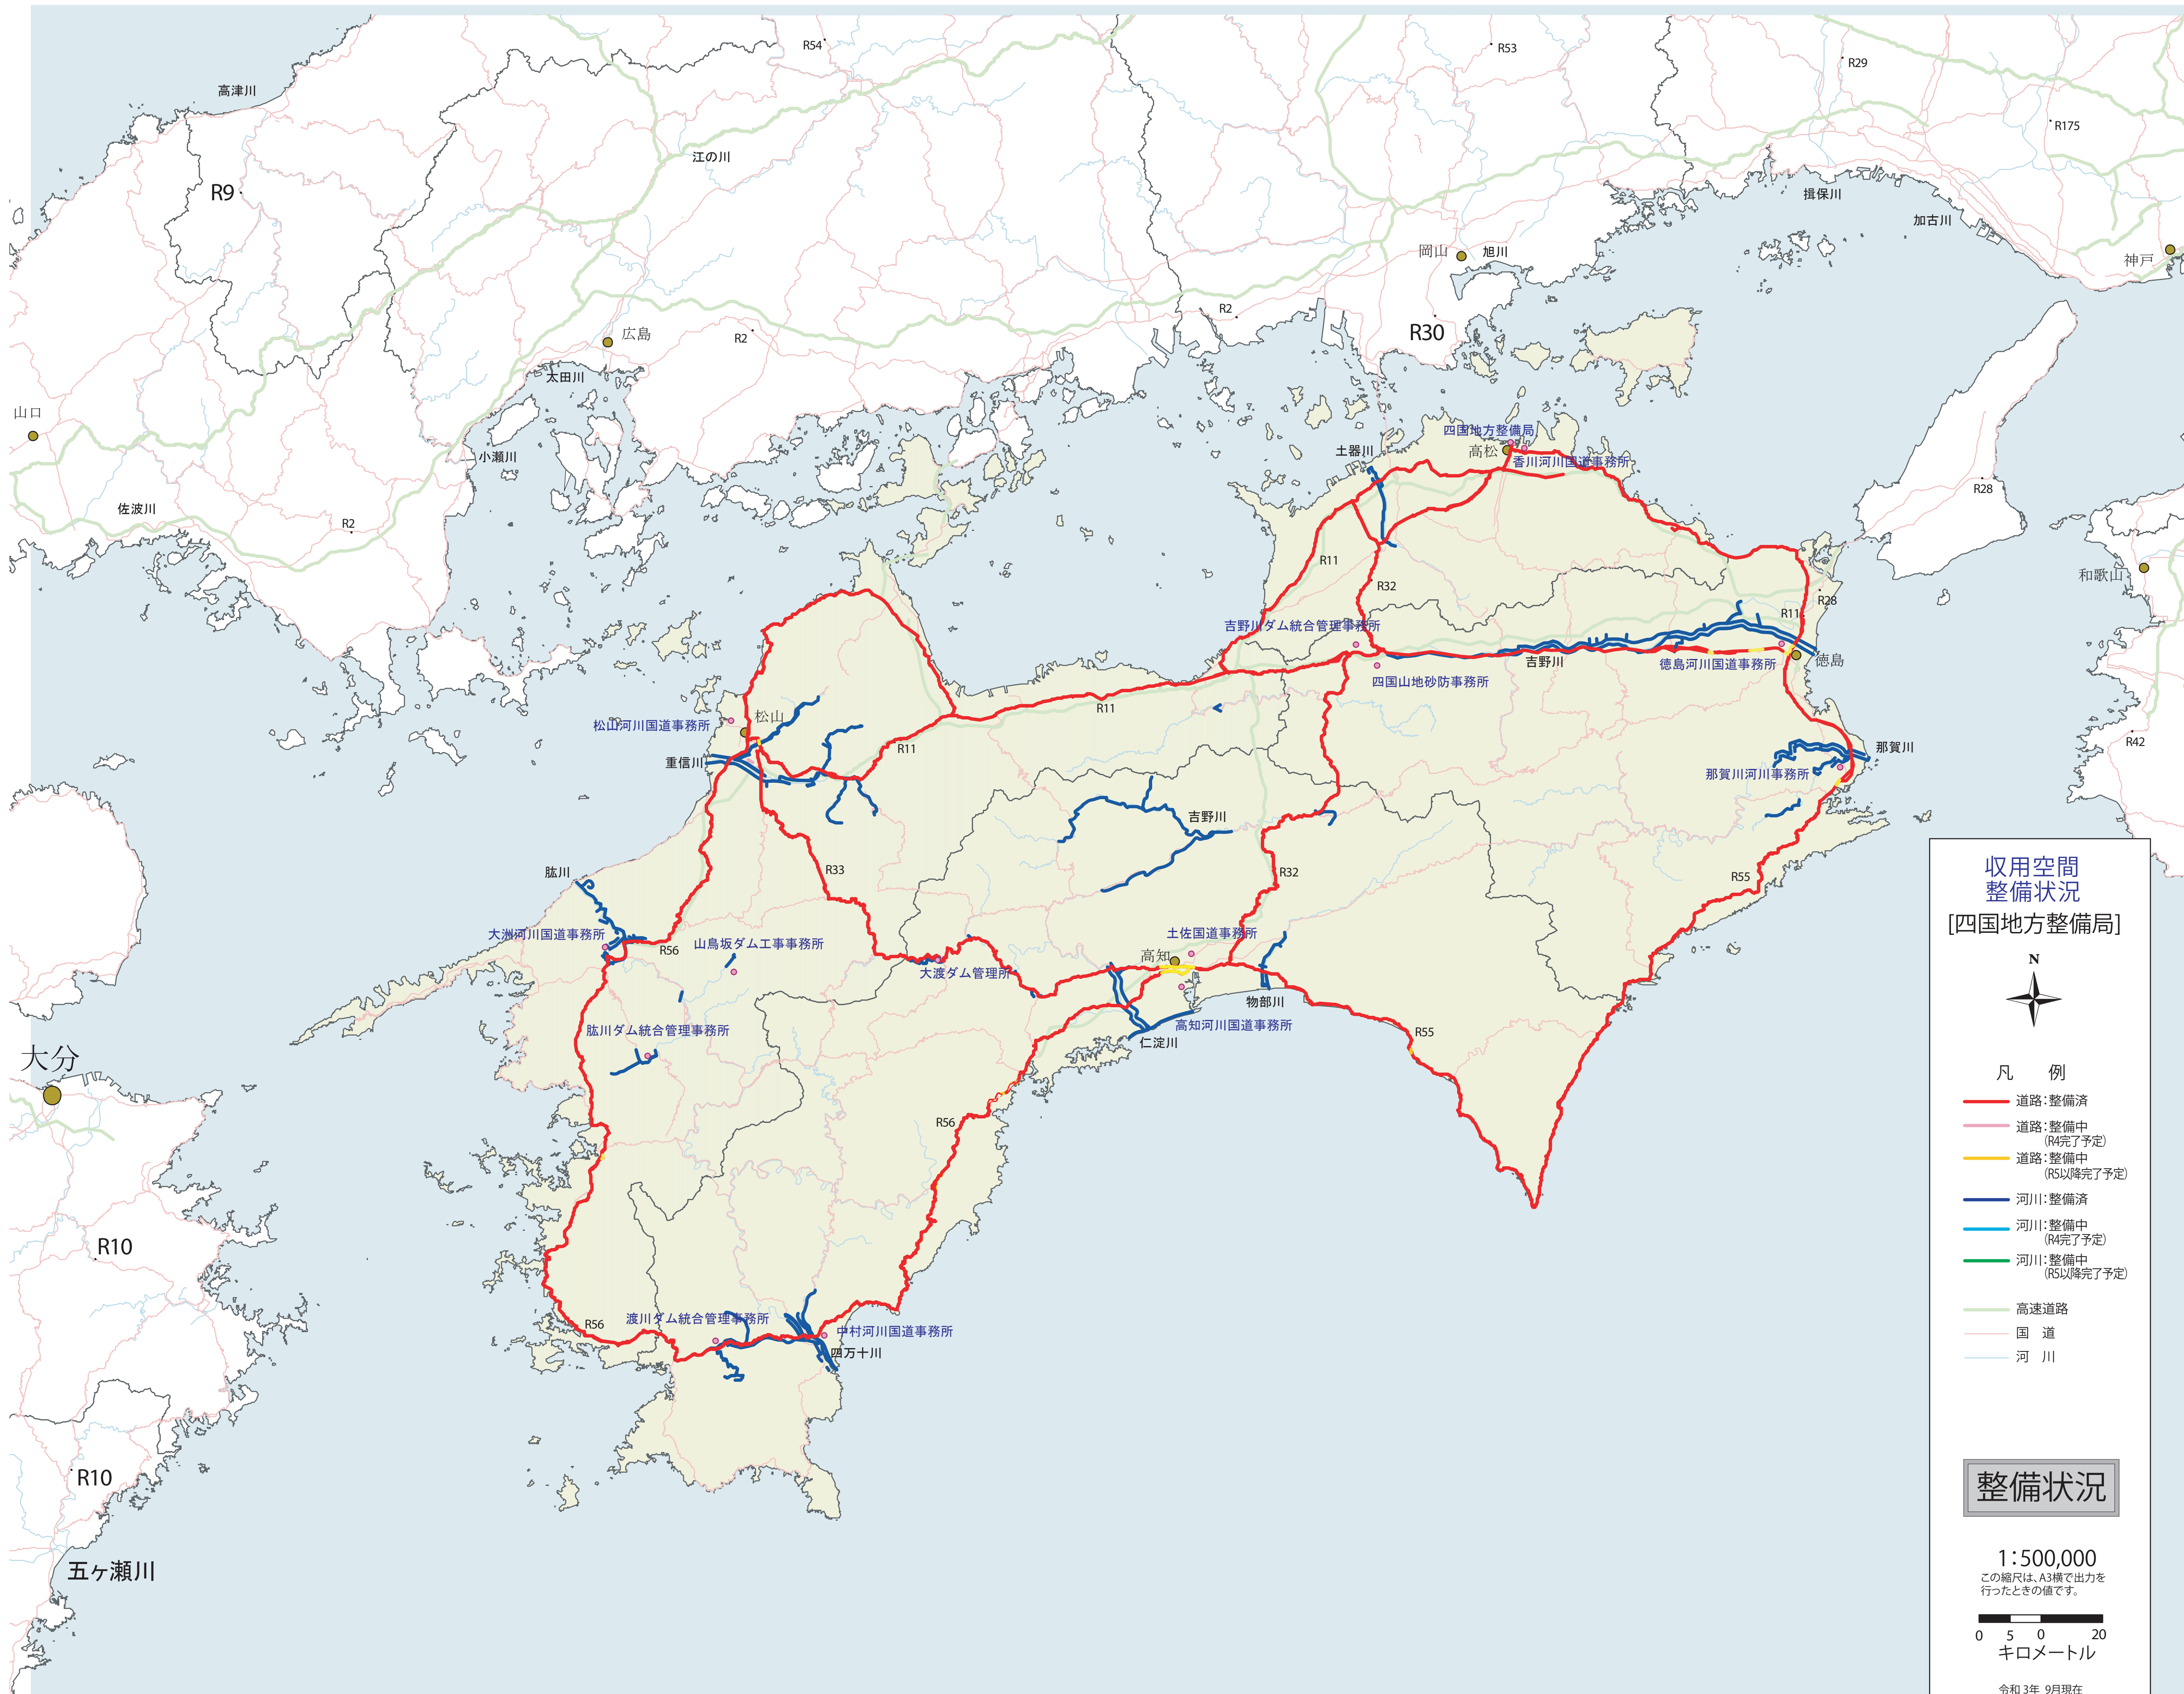 R54
R53
R29
高津川
R175
江の川
R9
揖保川
加古川
岡山
旭川
神戸
R2
R30
広島
R2
太田川
山口
四国地方整備局
土器川
高松
小瀬川
香川河川国道事務所
R28
佐波川
R2
R11
和歌山
R32
R28
R11
吉野川ダム統合管理事務所
吉野川
徳島河川国道事務所
徳島
四国山地砂防事務所
R11
松山
松山河川国道事務所
R42
R11
那賀川
重信川
那賀川河川事務所
吉野川
肱川
R33
R32
R55
大洲河川国道事務所
土佐国道事務所
山鳥坂ダム工事事務所
R56
高知
大渡ダム管理所
物部川
高知河川国道事務所
肱川ダム統合管理事務所
R55
仁淀川
大分
R56
R10
渡川ダム統合管理事務所
R56
中村河川国道事務所
四万十川
R10
五ヶ瀬川
収用空間
整備状況
[四国地方整備局]
N
凡 例
道路:整備済
道路:整備中
(R4完了予定)
道路:整備中
(R5以降完了予定)
河川:整備済
河川:整備中
(R4完了予定)
河川:整備中
(R5以降完了予定)
高速道路
国 道
河 川
整備状況
1:500,000
この縮尺は、A3横で出力を
行ったときの値です。
0 5 0 20
キロメートル
令和 3年 9月現在